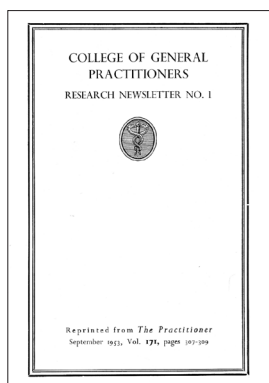 COLLEGE OF GENERAL
PRACTITIONERS
RESEARCH NEWSLETTER NO. 1
Reprinted from The Practitioner
September 1953, Vol. 171, pages 307-309